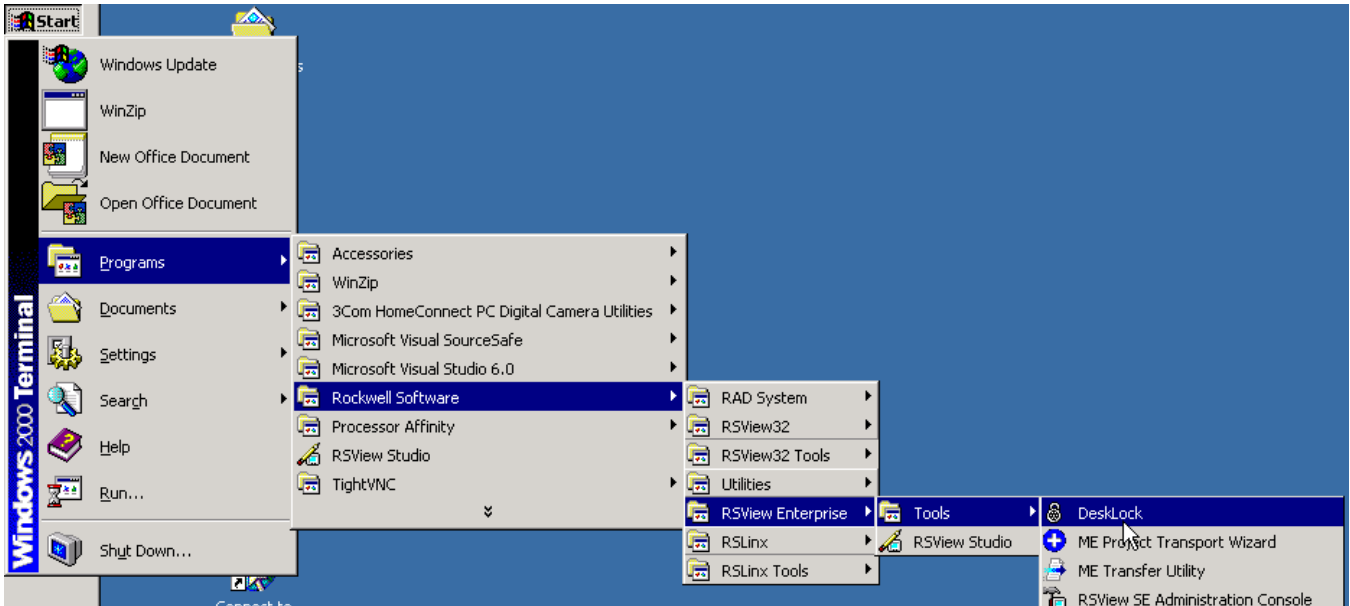 Start
Windows Update
s
WinZip
New Office Document
Open Office Document
Programs
Documents
Settings
Search
Help
Run...
Shut Down...
Windows 2000 Terminal
Accessories
WinZip
3Com HomeConnect PC Digital Camera Utilities
Microsoft Visual SourceSafe
Microsoft Visual Studio 6.0
Rockwell Software
Processor Affinity
RSView Studio
TightVNC
RAD System
RSView32
RSView32 Tools
Utilities
RSView Enterprise
RSLinx
RSLinx Tools
Tools
RSView Studio
DeskLock
ME Project Transport Wizard
ME Transfer Utility
RSView SE Administration Console
Connect to